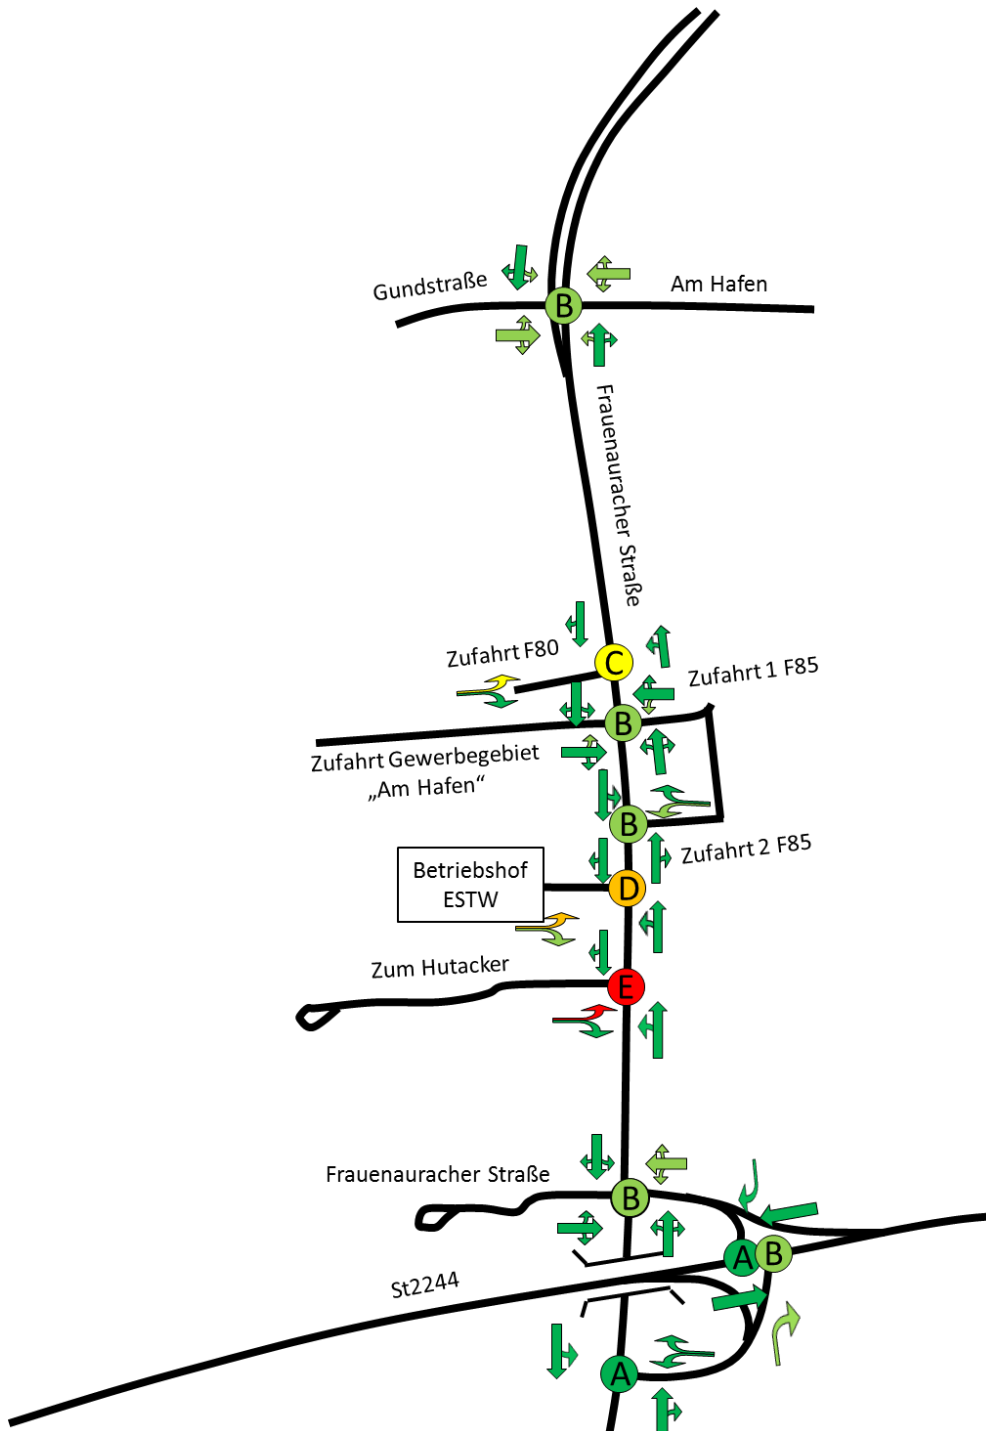 Gundstraße
Am Hafen
B
Frauenauracher Straße
Zufahrt F80
C
Zufahrt 1 F85
B
Zufahrt Gewerbegebiet
„Am Hafen“
B
Zufahrt 2 F85
Betriebshof
ESTW
D
Zum Hutacker
E
Frauenauracher Straße
B
A
B
St2244
A